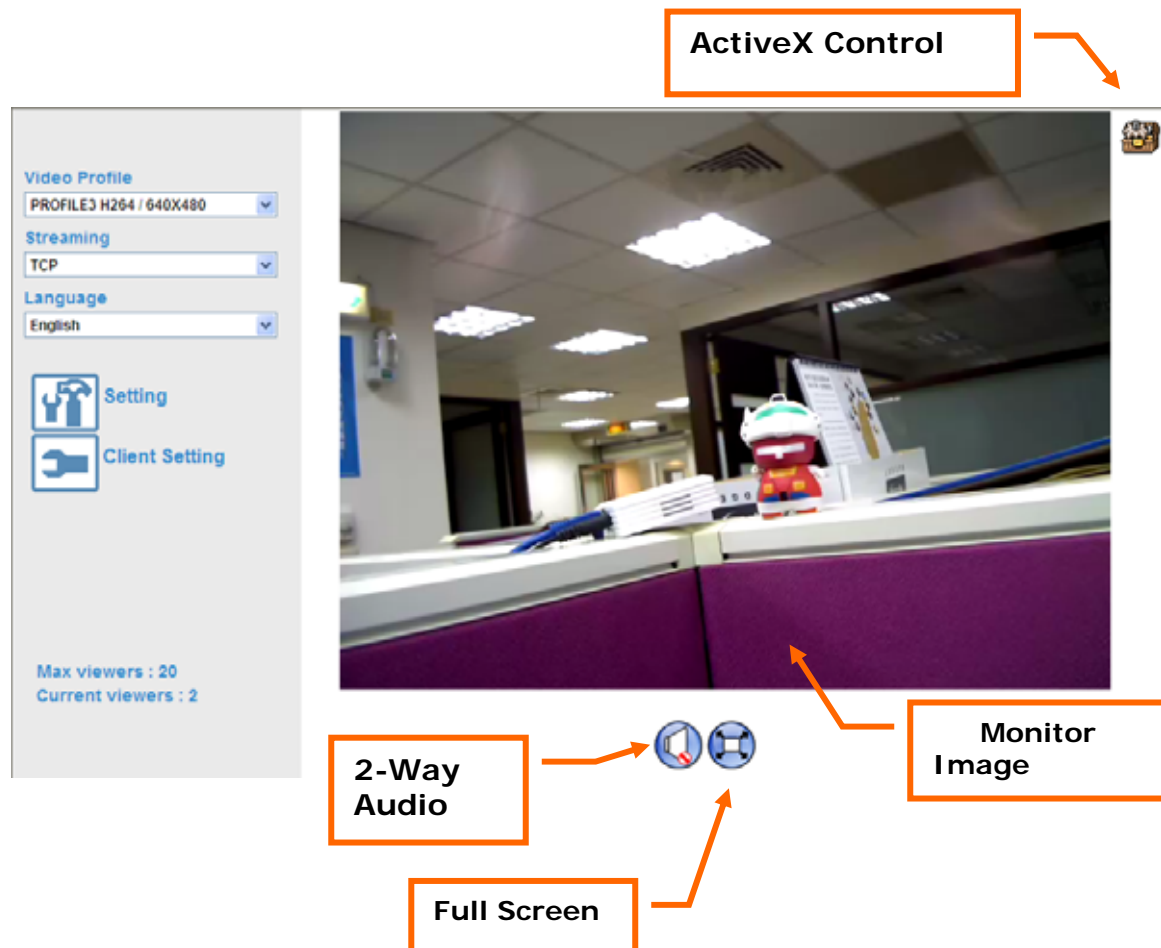 ActiveX Control
Video Profile
PROFILE3 H264 / 640X480
Streaming
TCP
Language
English
Setting
Client Setting
Max viewers : 20
Current viewers : 2
2-Way
Audio
Monitor
Image
Full Screen